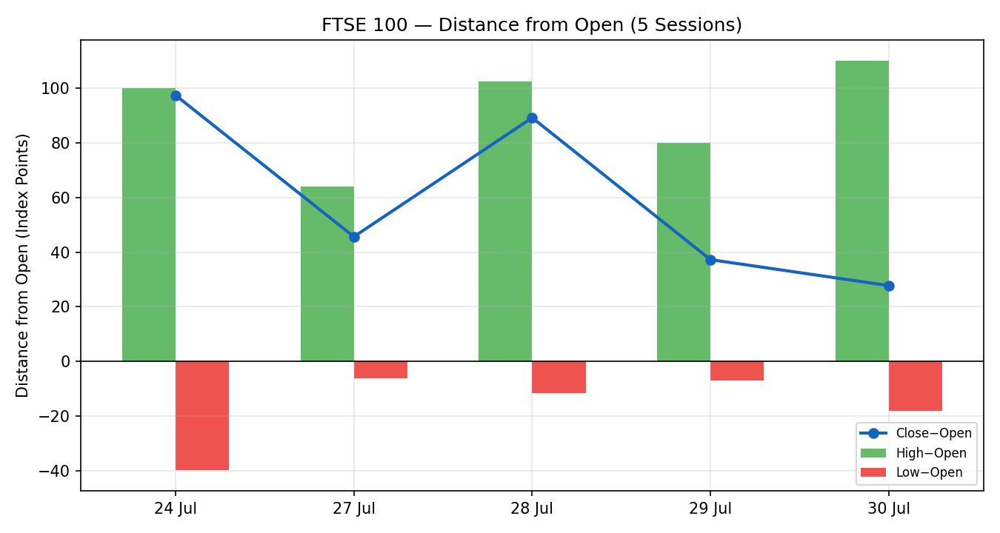 FTSE 100 — Distance from Open (5 Sessions)
Distance from Open (Index Points)
100
80
60
40
20
0
−20
−40
24 Jul
27 Jul
28 Jul
29 Jul
30 Jul
Close−Open
High−Open
Low−Open